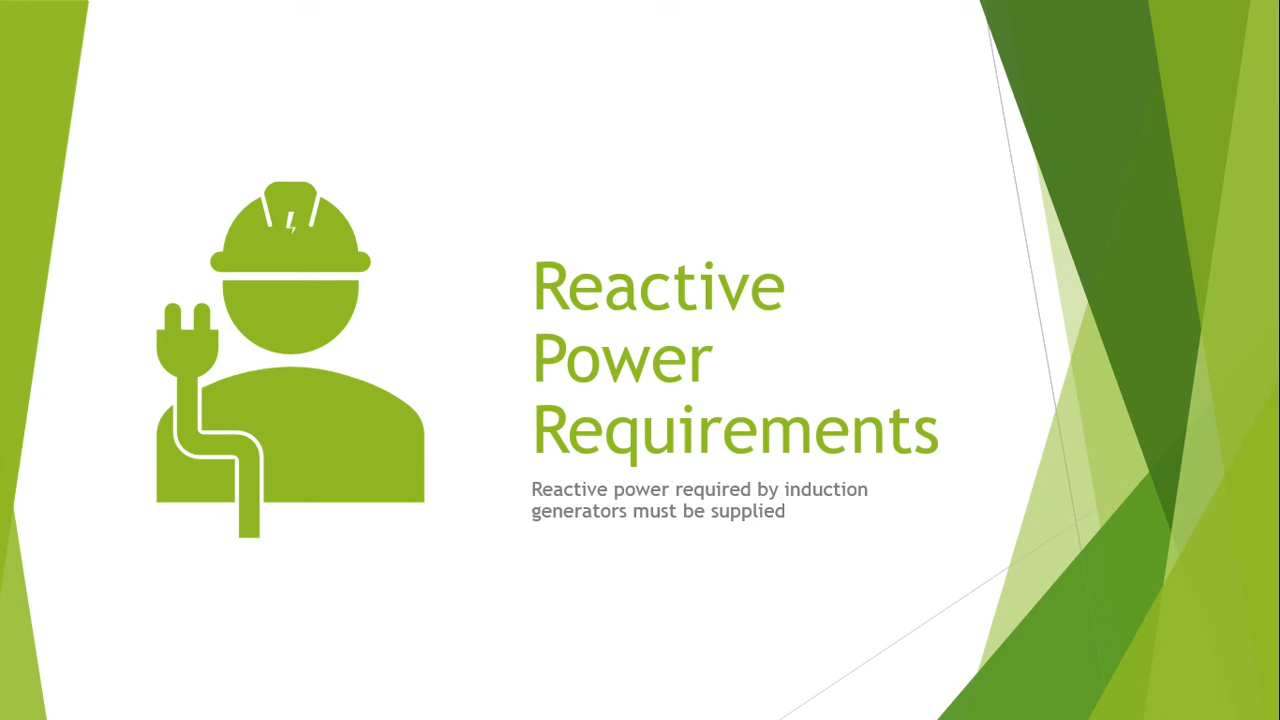 Reactive
Power
Requirements
Reactive power required by induction
generators must be supplied